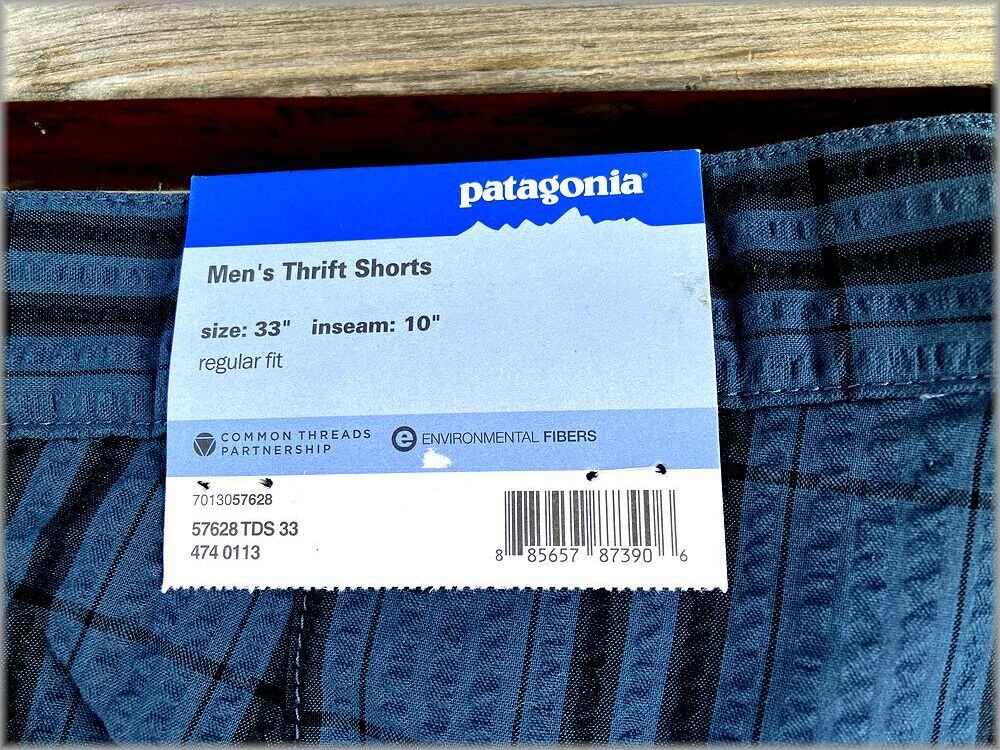 patagonia®
Men's Thrift Shorts
size: 33" inseam: 10"
regular fit
COMMON THREADS
PARTNERSHIP
e ENVIRONMENTAL FIBERS
7013057628
57628 TDS 33
474 0113
8 85657 87390 6